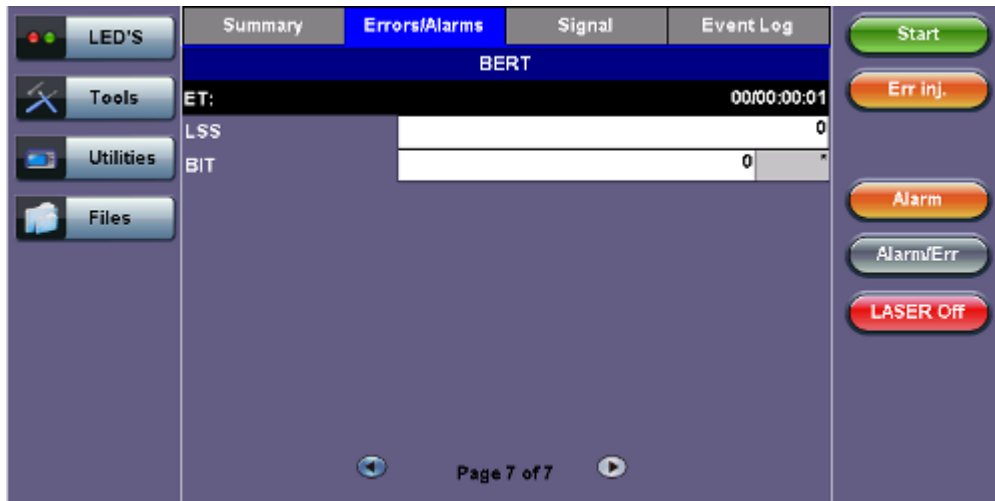 LED'S
Tools
Utilities
Files
Summary Errors/Alarms Signal Event Log
BERT
ET: 00/00:00:01
LSS 0
BIT 0 *
Page 7 of 7
Start
Err inj.
Alarm
Alarm/Err
LASER Off